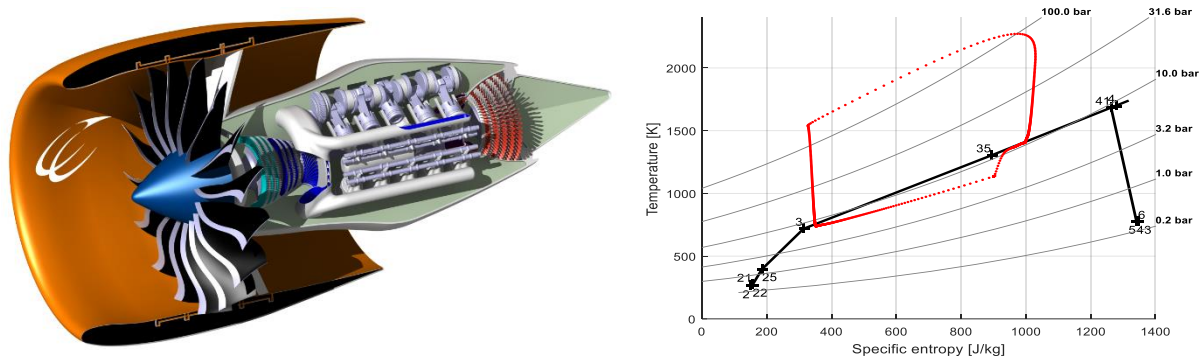 100.0 bar
31.6 bar
10.0 bar
3.2 bar
1.0 bar
0.2 bar
2000
1500
1000
500
0
Temperature [K]
41 4
35
3
21 25
2 22
6
543
0 200 400 600 800 1000 1200 1400
Specific entropy [J/kg]